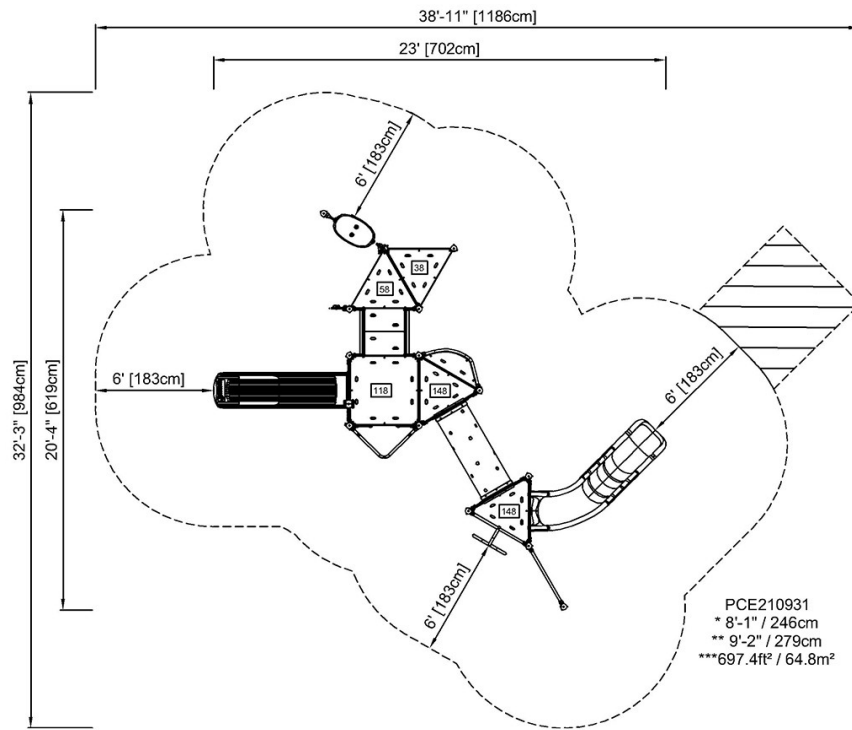 38'-11" [1186cm]
23' [702cm]
32'-3" [984cm]
20'-4" [619cm]
6' [183cm]
38
58
6' [183cm]
118
148
6' [183cm]
148
6' [183cm]
PCE210931
* 8'-1" / 246cm
** 9'-2" / 279cm
***697.4ft² / 64.8m²